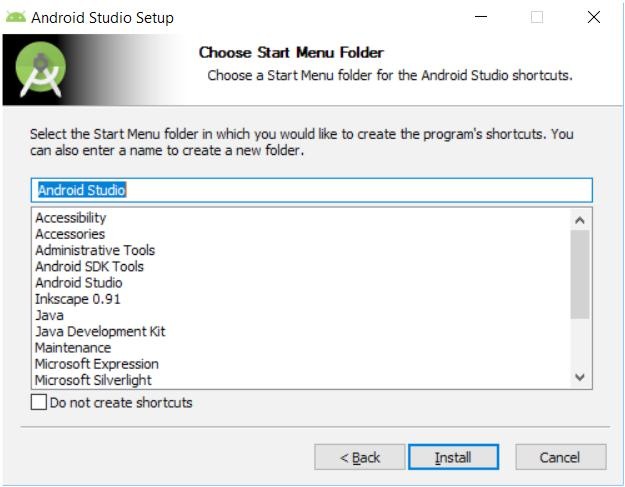 Android Studio Setup
Choose Start Menu Folder
Choose a Start Menu folder for the Android Studio shortcuts.
Select the Start Menu folder in which you would like to create the program's shortcuts. You
can also enter a name to create a new folder.
Android Studio
Accessibility
Accessories
Administrative Tools
Android SDK Tools
Android Studio
Inkscape 0.91
Java
Java Development Kit
Maintenance
Microsoft Expression
Microsoft Silverlight
Do not create shortcuts
< Back
Install
Cancel